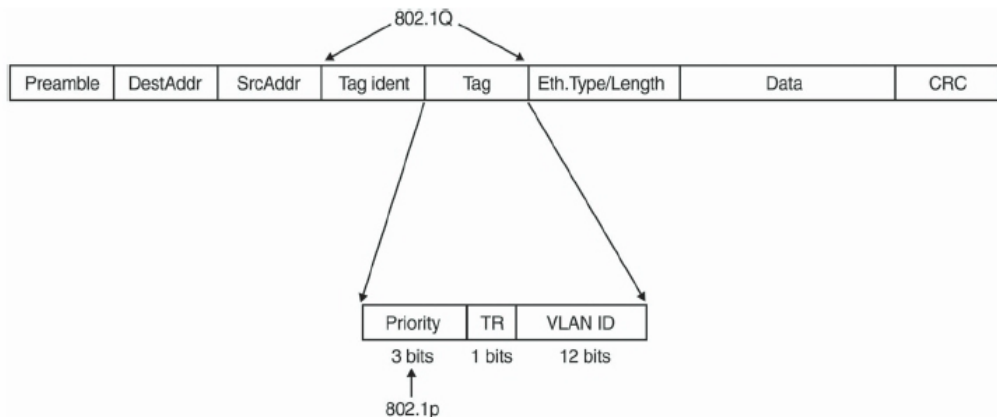 802.1Q
Preamble DestAddr SrcAddr Tag ident Tag Eth.Type/Length Data CRC
Priority TR VLAN ID
3 bits 1 bits 12 bits
802.1p